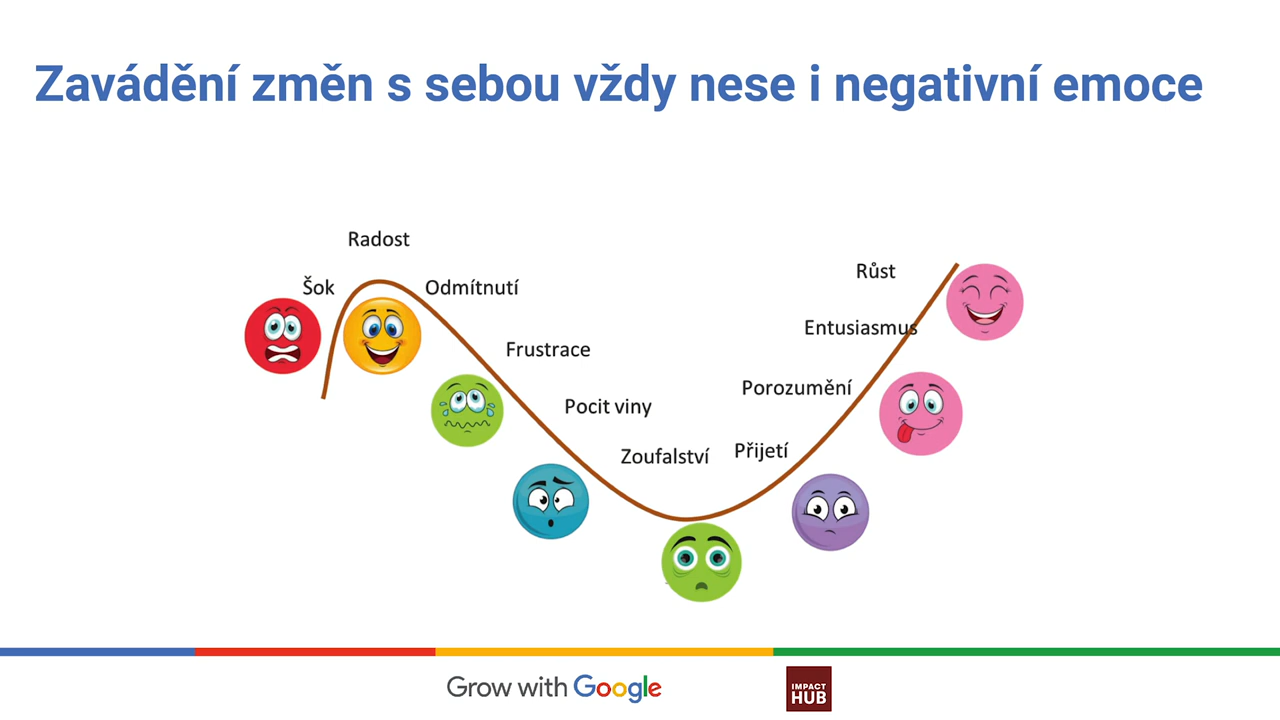 Zavádění změn s sebou vždy nese i negativní emoce
Radost
Šok
Odmítnutí
Frustrace
Pocit viny
Zoufalství
Přijetí
Porozumění
Entusiasmus
Růst
Grow with Google
IMPACT
HUB